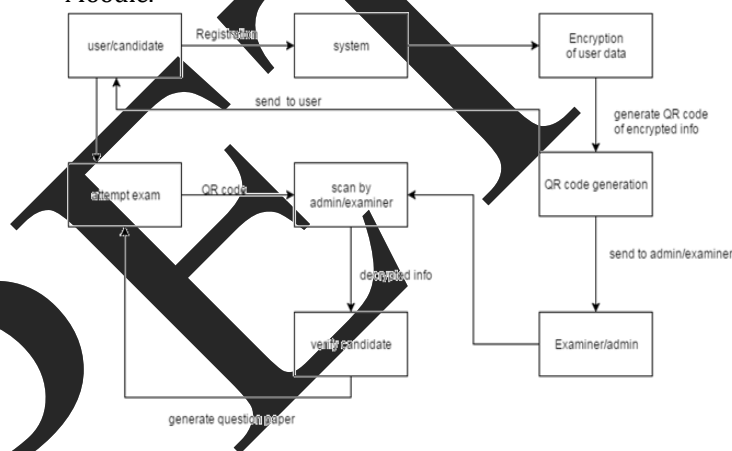 Module.
user/candidate
Registration
system
Encryption
of user data
send to user
generate QR code
of encrypted info
attempt exam
QR code
scan by
admin/examiner
QR code generation
decrypted info
send to admin/examiner
verify candidate
Examiner/admin
generate question paper